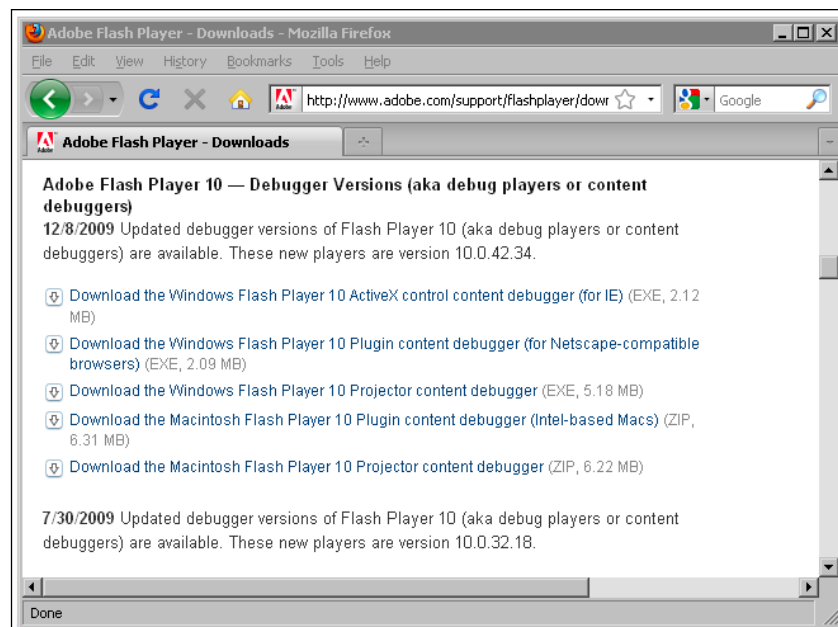 Adobe Flash Player - Downloads - Mozilla Firefox
File Edit View History Bookmarks Tools Help
Adobe http://www.adobe.com/support/flashplayer/dowr Google
Adobe Adobe Flash Player - Downloads
Adobe Flash Player 10 — Debugger Versions (aka debug players or content
debuggers)
12/8/2009 Updated debugger versions of Flash Player 10 (aka debug players or content
debuggers) are available. These new players are version 10.0.42.34.
Download the Windows Flash Player 10 ActiveX control content debugger (for IE) (EXE, 2.12
MB)
Download the Windows Flash Player 10 Plugin content debugger (for Netscape-compatible
browsers) (EXE, 2.09 MB)
Download the Windows Flash Player 10 Projector content debugger (EXE, 5.18 MB)
Download the Macintosh Flash Player 10 Plugin content debugger (Intel-based Macs) (ZIP,
6.31 MB)
Download the Macintosh Flash Player 10 Projector content debugger (ZIP, 6.22 MB)
7/30/2009 Updated debugger versions of Flash Player 10 (aka debug players or content
debuggers) are available. These new players are version 10.0.32.18.
Done